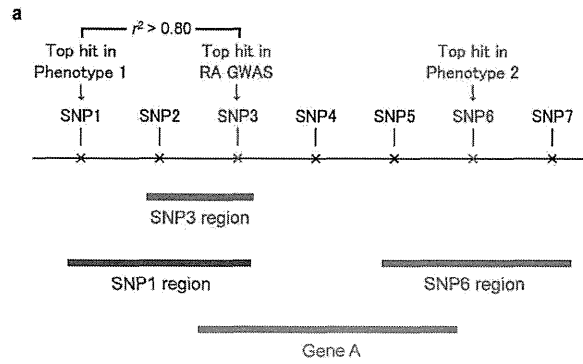 a
r² > 0.80
Top hit in Phenotype 1
Top hit in RA GWAS
Top hit in Phenotype 2
SNP1 SNP2 SNP3 SNP4 SNP5 SNP6 SNP7
SNP3 region
SNP1 region
SNP6 region
Gene A